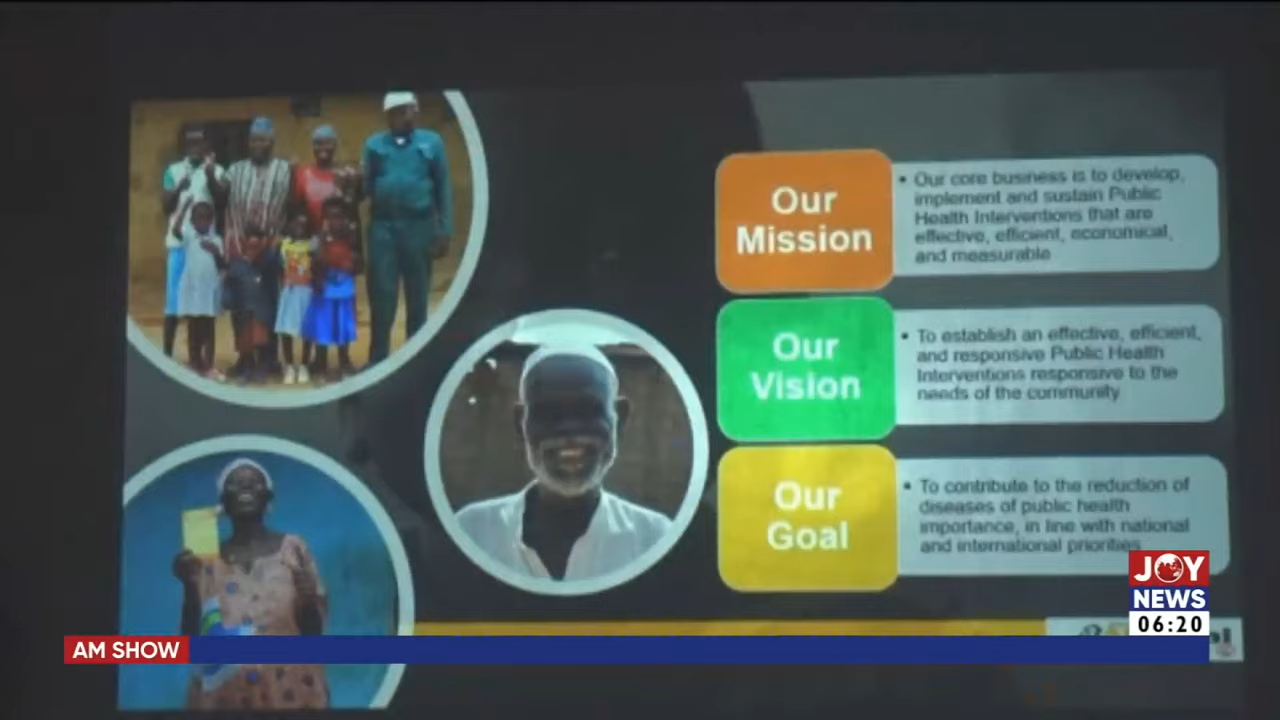 Our
Mission
• Our core business is to develop,
implement and sustain Public
Health Interventions that are
effective, efficient, economical,
and measurable
Our
Vision
• To establish an effective, efficient,
and responsive Public Health
Interventions responsive to the
needs of the community
Our
Goal
• To contribute to the reduction of
diseases of public health
importance, in line with national
and international priorities
JOY
NEWS
06:20
AM SHOW